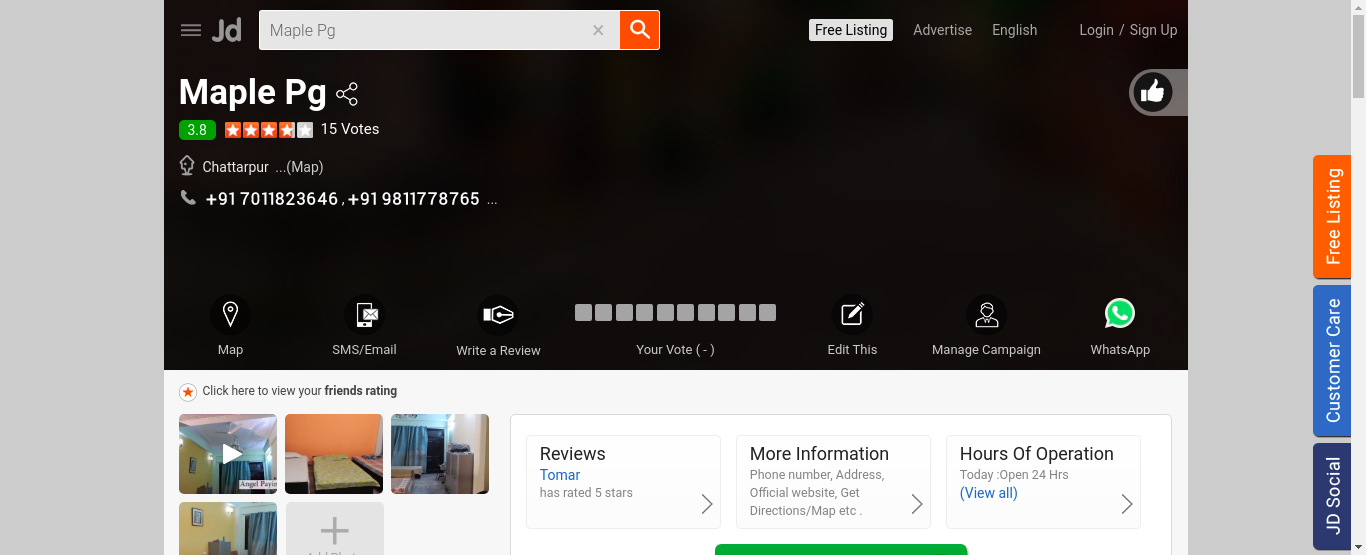 Jd
Maple Pg
Free Listing
Advertise
English
Login / Sign Up
Maple Pg
3.8
15 Votes
Chattarpur ...(Map)
+91 7011823646 , +91 9811778765 ...
Map
SMS/Email
Write a Review
Your Vote ( - )
Edit This
Manage Campaign
WhatsApp
Click here to view your friends rating
Angel Payin
Reviews
Tomar
has rated 5 stars
More Information
Phone number, Address,
Official website, Get
Directions/Map etc .
Hours Of Operation
Today :Open 24 Hrs
(View all)
Free Listing
Customer Care
JD Social